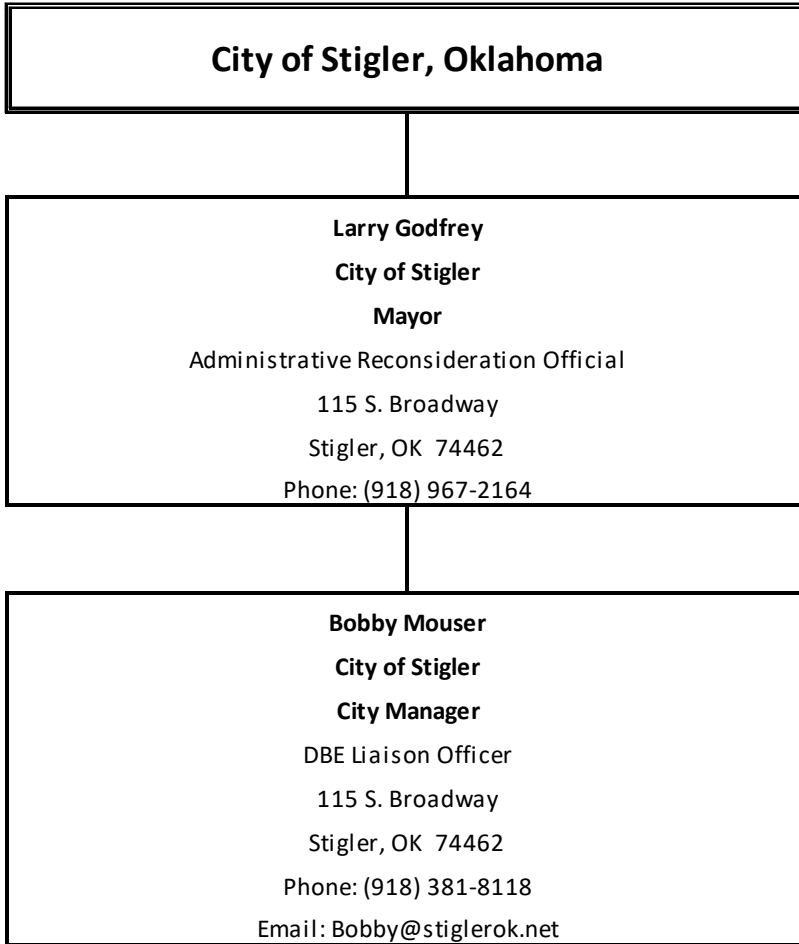 City of Stigler, Oklahoma
Larry Godfrey
City of Stigler
Mayor
Administrative Reconsideration Official
115 S. Broadway
Stigler, OK  74462
Phone: (918) 967-2164
Bobby Mouser
City of Stigler
City Manager
DBE Liaison Officer
115 S. Broadway
Stigler, OK  74462
Phone: (918) 381-8118
Email: Bobby@stiglerok.net